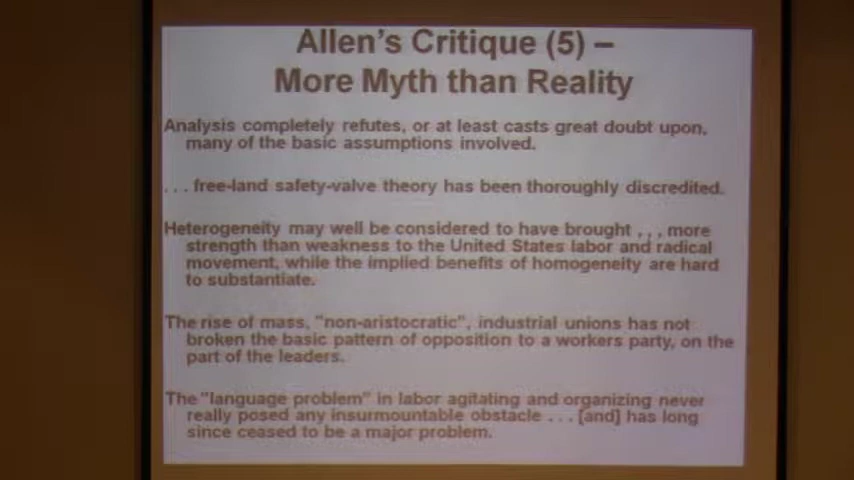 Allen's Critique (5) –
More Myth than Reality
Analysis completely refutes, or at least casts great doubt upon,
many of the basic assumptions involved.
. . . free-land safety-valve theory has been thoroughly discredited.
Heterogeneity may well be considered to have brought . . . more
strength than weakness to the United States labor and radical
movement, while the implied benefits of homogeneity are hard
to substantiate.
The rise of mass, "non-aristocratic", industrial unions has not
broken the basic pattern of opposition to a workers party, on the
part of the leaders.
The "language problem" in labor agitating and organizing never
really posed any insurmountable obstacle . . . [and] has long
since ceased to be a major problem.